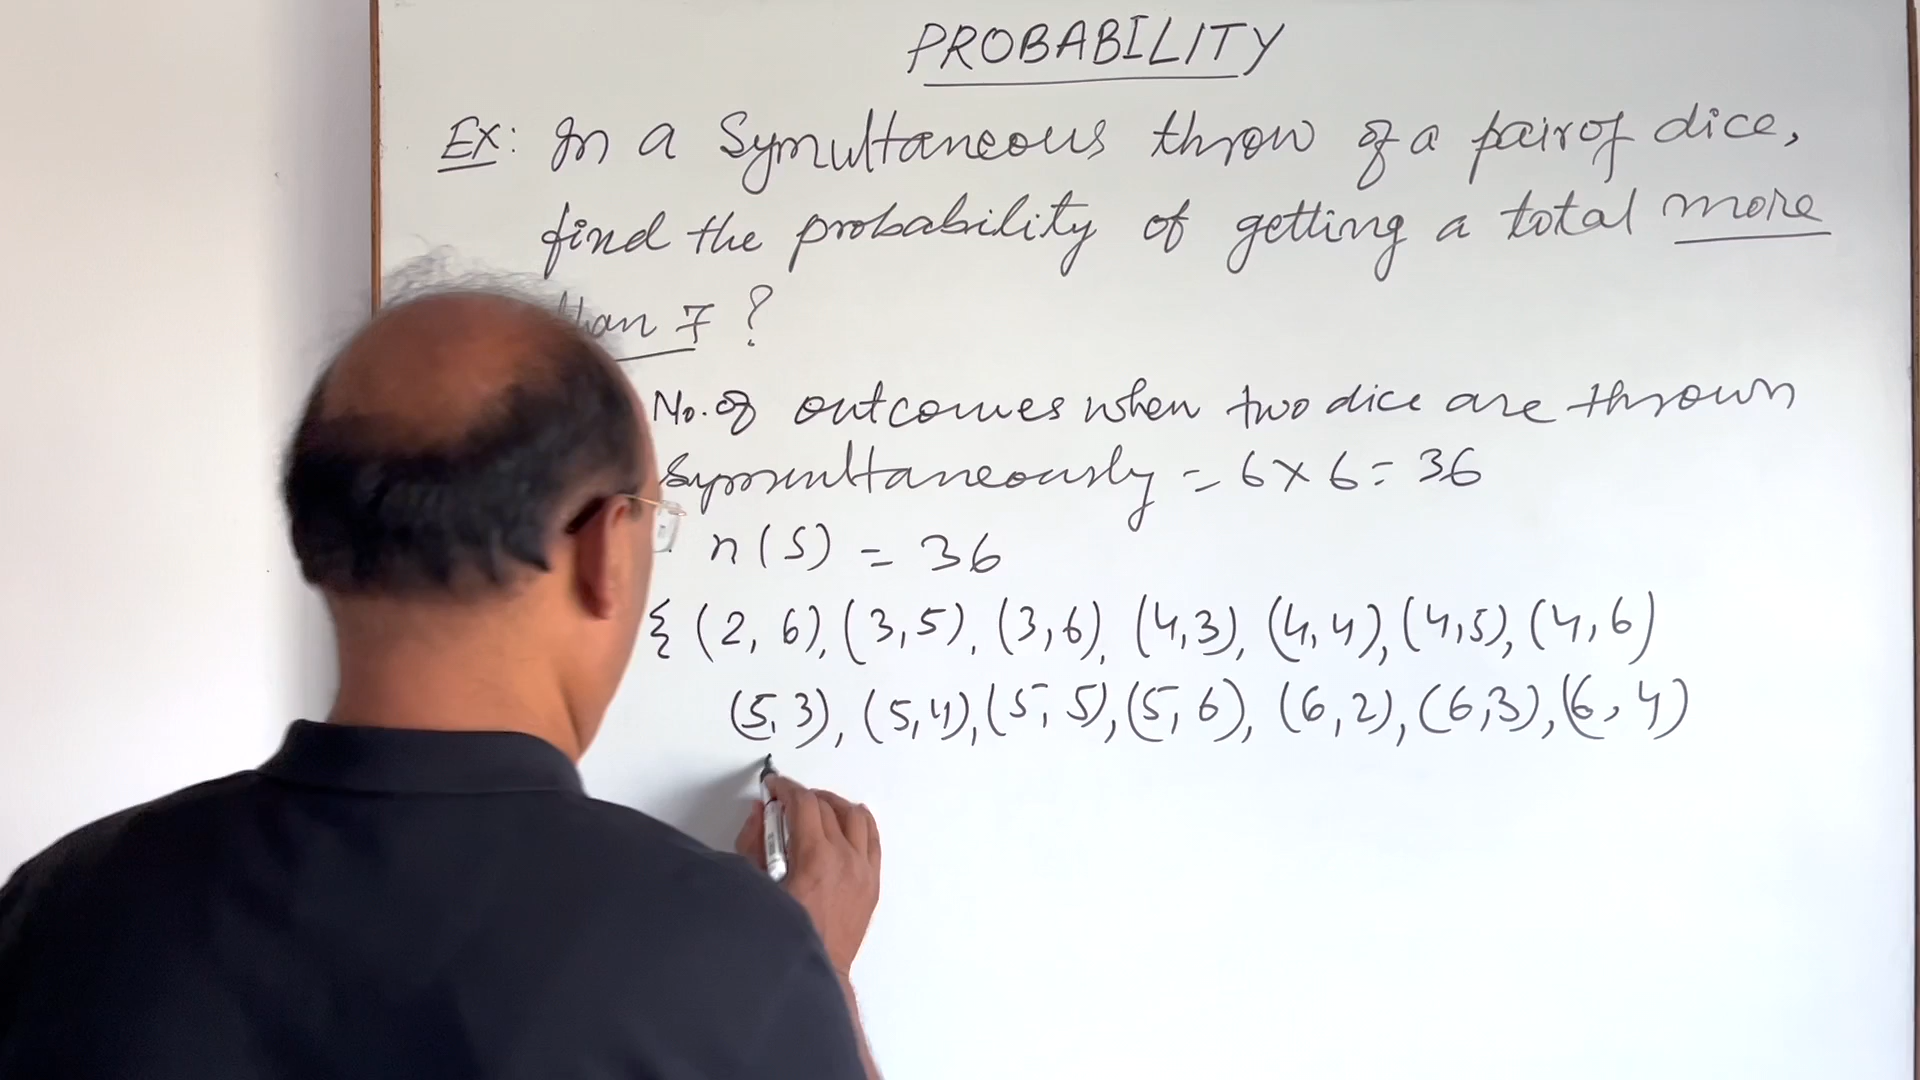 PROBABILITY
EX: In a Symultaneous throw of a pair of dice,
find the probability of getting a total more
than 7 ?
No. of outcomes when two dice are thrown
Symultaneously = 6 × 6 = 36
n(S) = 36
{ (2, 6), (3,5), (3,6), (4,3), (4,4), (4,5), (4,6)
(5,3), (5,4), (5,5), (5,6), (6,2), (6,3), (6,4)